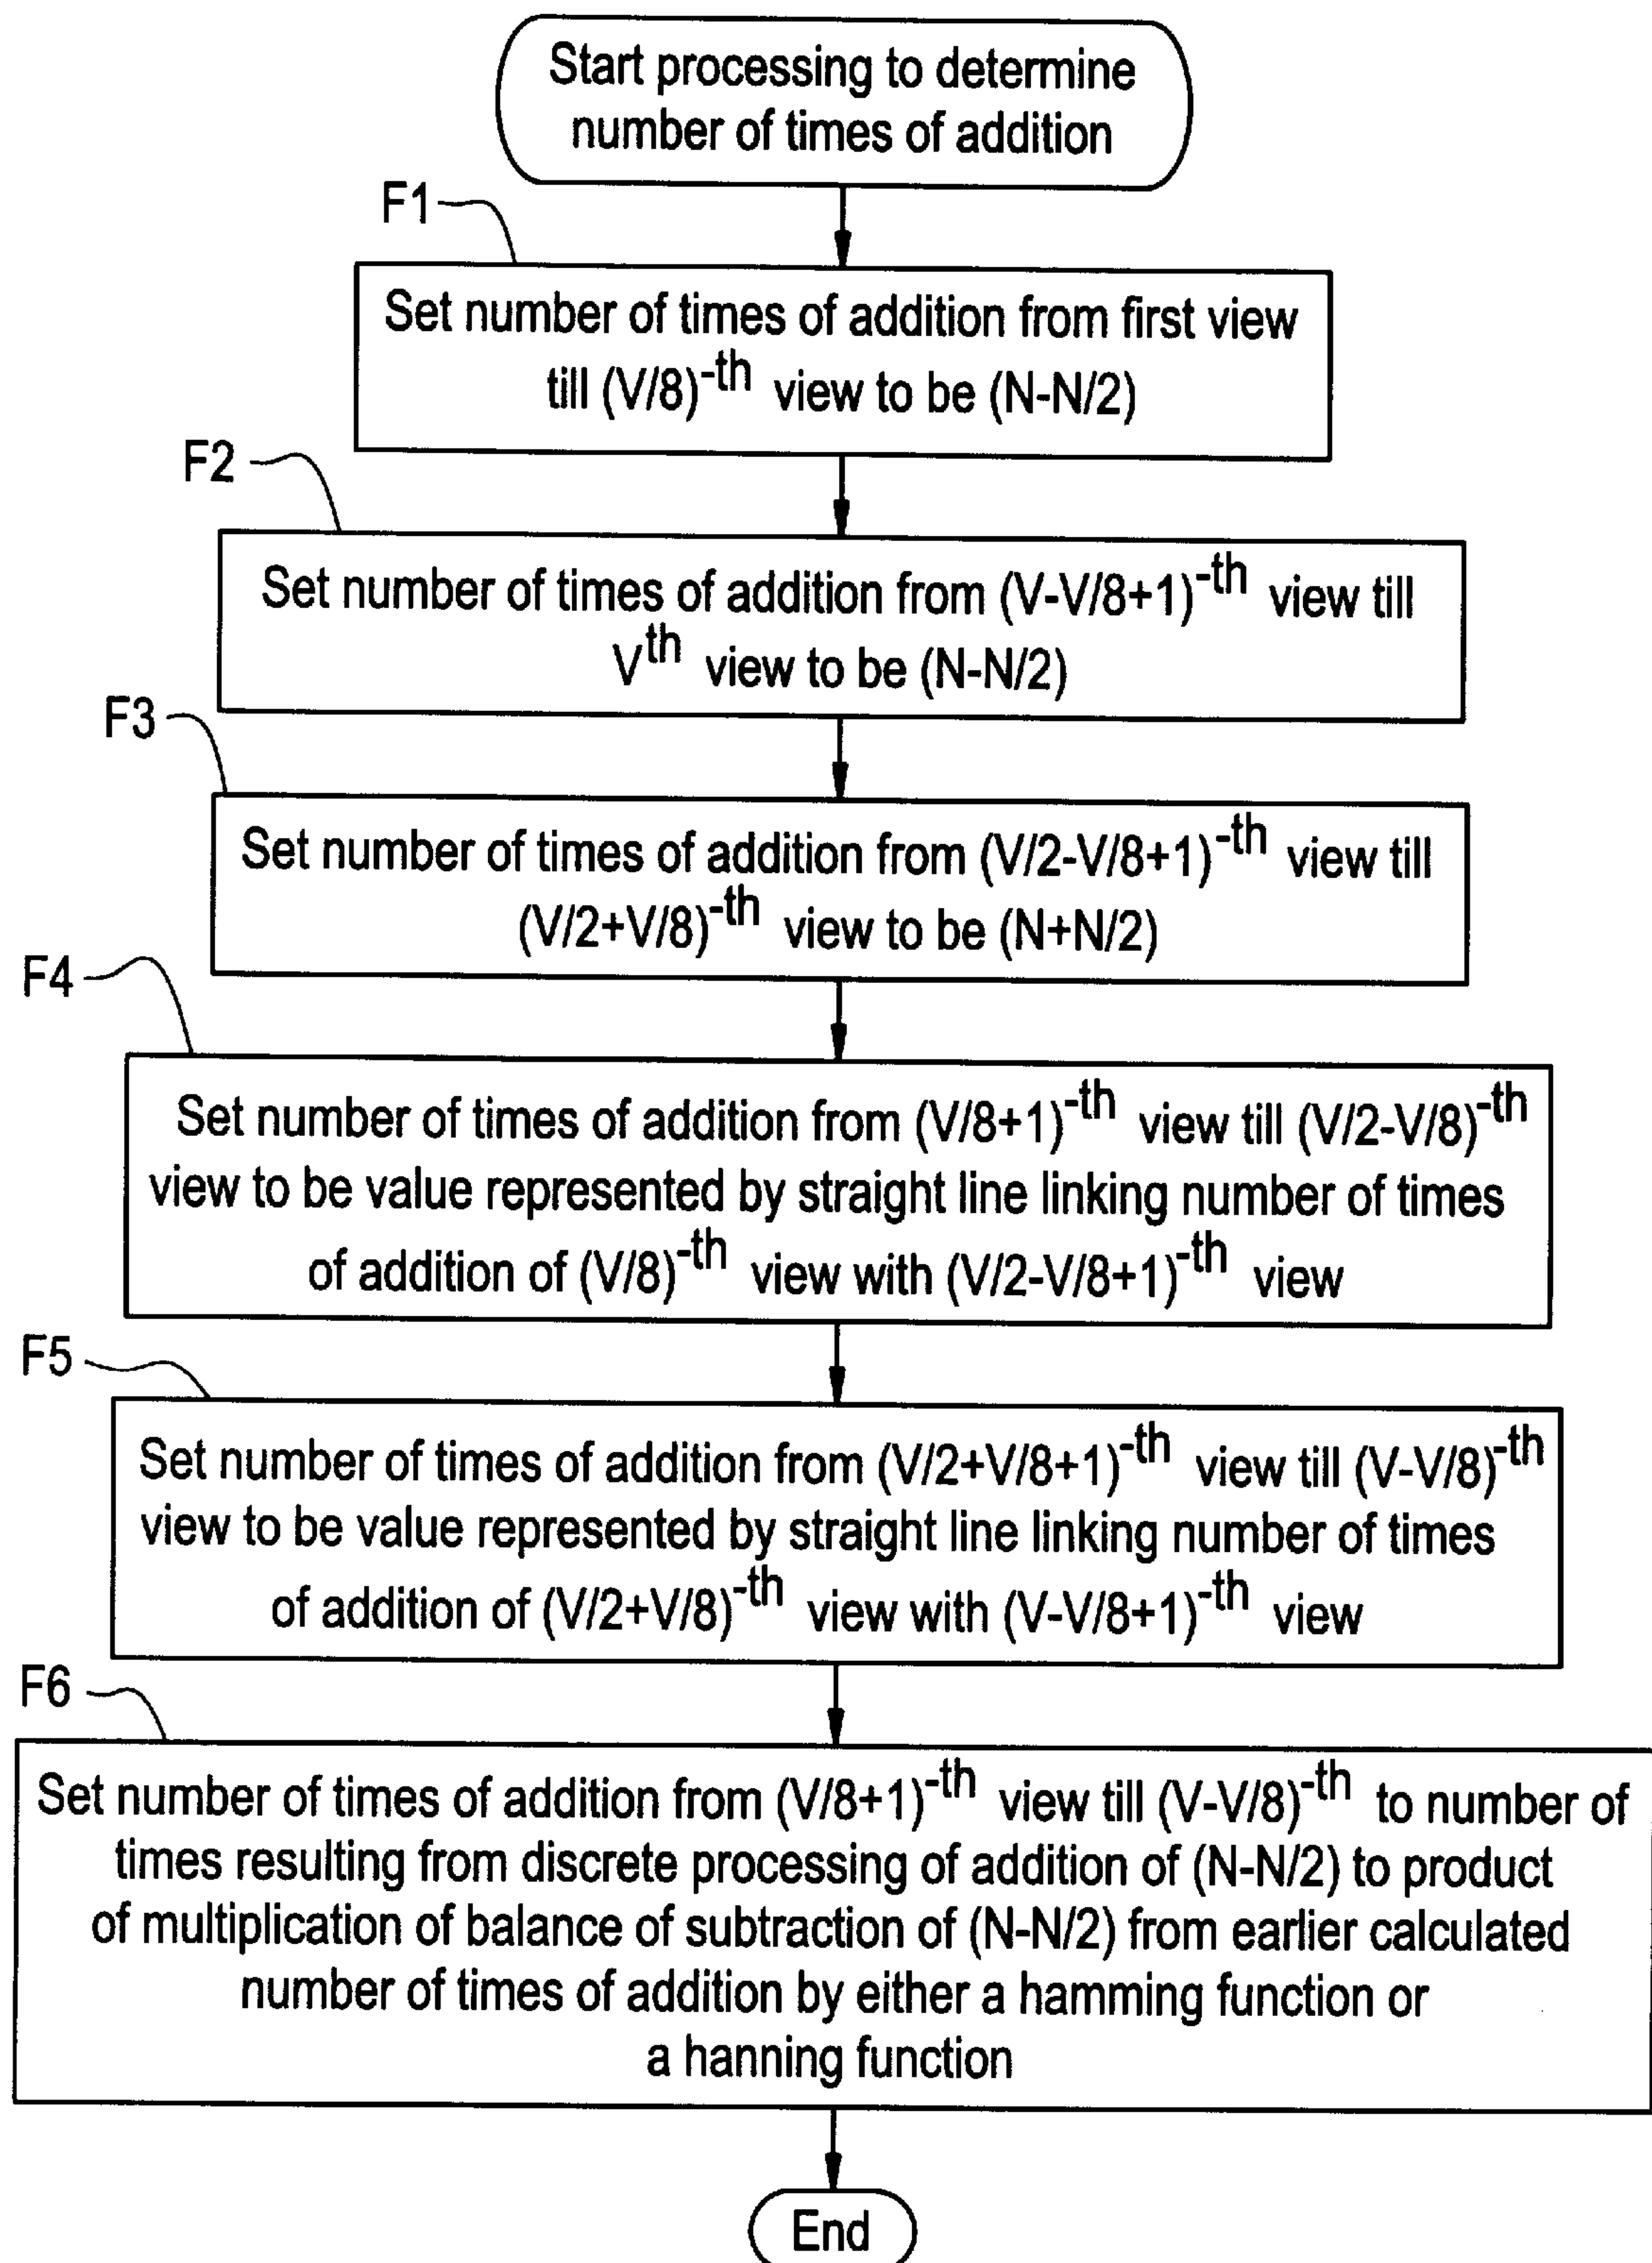 Start processing to determine
number of times of addition
F1
Set number of times of addition from first view
till (V/8)-th view to be (N-N/2)
F2
Set number of times of addition from (V-V/8+1)-th view till
Vth view to be (N-N/2)
F3
Set number of times of addition from (V/2-V/8+1)-th view till
(V/2+V/8)-th view to be (N+N/2)
F4
Set number of times of addition from (V/8+1)-th view till (V/2-V/8)-th
view to be value represented by straight line linking number of times
of addition of (V/8)-th view with (V/2-V/8+1)-th view
F5
Set number of times of addition from (V/2+V/8+1)-th view till (V-V/8)-th
view to be value represented by straight line linking number of times
of addition of (V/2+V/8)-th view with (V-V/8+1)-th view
F6
Set number of times of addition from (V/8+1)-th view till (V-V/8)-th to number of
times resulting from discrete processing of addition of (N-N/2) to product
of multiplication of balance of subtraction of (N-N/2) from earlier calculated
number of times of addition by either a hamming function or
a hanning function
End